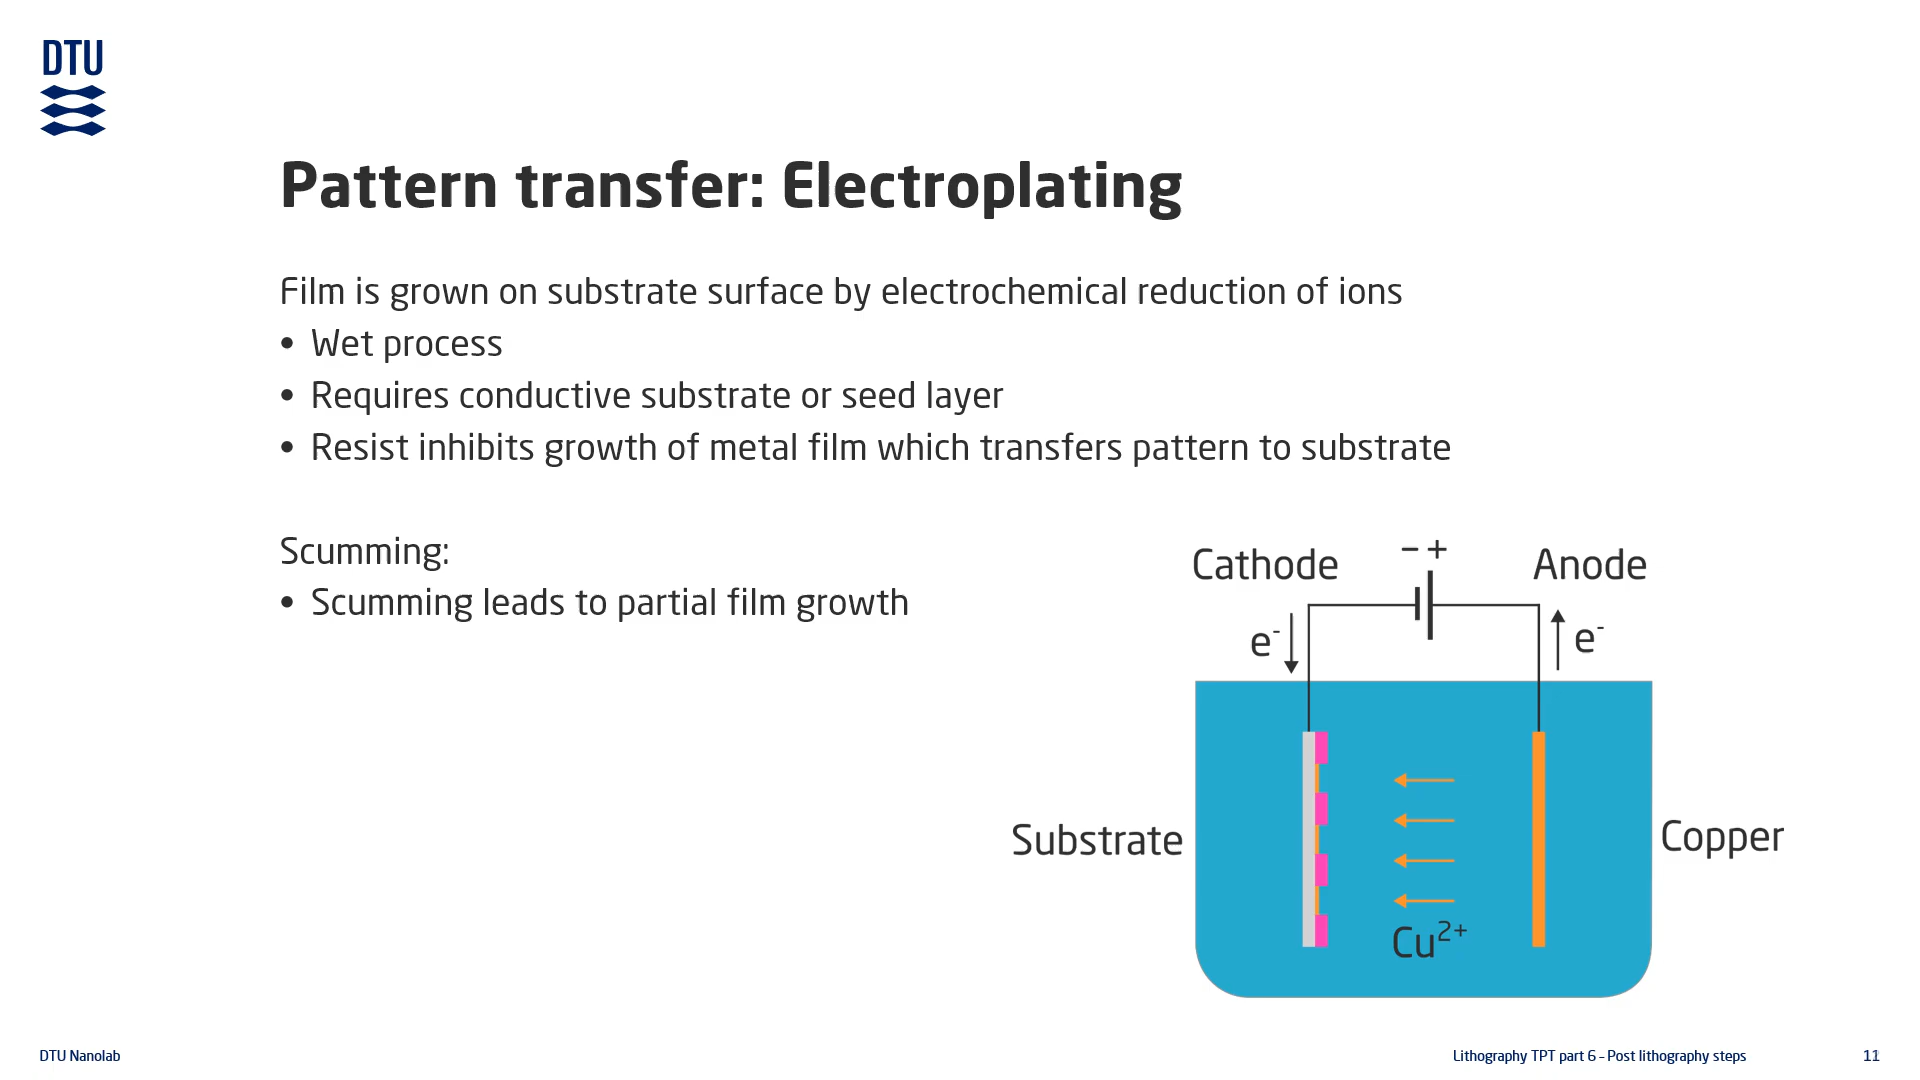 DTU
Pattern transfer: Electroplating
Film is grown on substrate surface by electrochemical reduction of ions
• Wet process
• Requires conductive substrate or seed layer
• Resist inhibits growth of metal film which transfers pattern to substrate
Scumming:
• Scumming leads to partial film growth
Cathode
− +
Anode
e⁻
e⁻
Substrate
Copper
Cu²⁺
DTU Nanolab
Lithography TPT part 6 – Post lithography steps
11